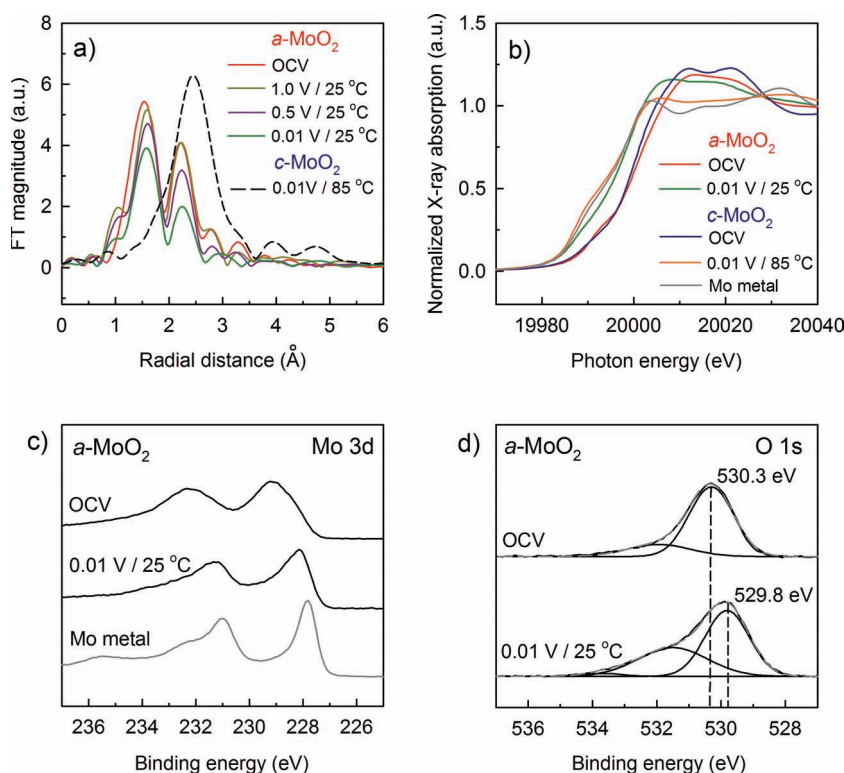 a)
a-MoO₂
OCV
1.0 V / 25 °C
0.5 V / 25 °C
0.01 V / 25 °C
c-MoO₂
0.01V / 85 °C
FT magnitude (a.u.)
8
6
4
2
0
0 1 2 3 4 5 6
Radial distance (Å)
b)
a-MoO₂
OCV
0.01 V / 25 °C
c-MoO₂
OCV
0.01 V / 85 °C
Mo metal
Normalized X-ray absorption (a.u.)
1.5
1.0
0.5
0.0
19980 20000 20020 20040
Photon energy (eV)
c) a-MoO₂ Mo 3d
OCV
0.01 V / 25 °C
Mo metal
236 234 232 230 228 226
Binding energy (eV)
d)
a-MoO₂ O 1s
530.3 eV
OCV
529.8 eV
0.01 V / 25 °C
536 534 532 530 528
Binding energy (eV)